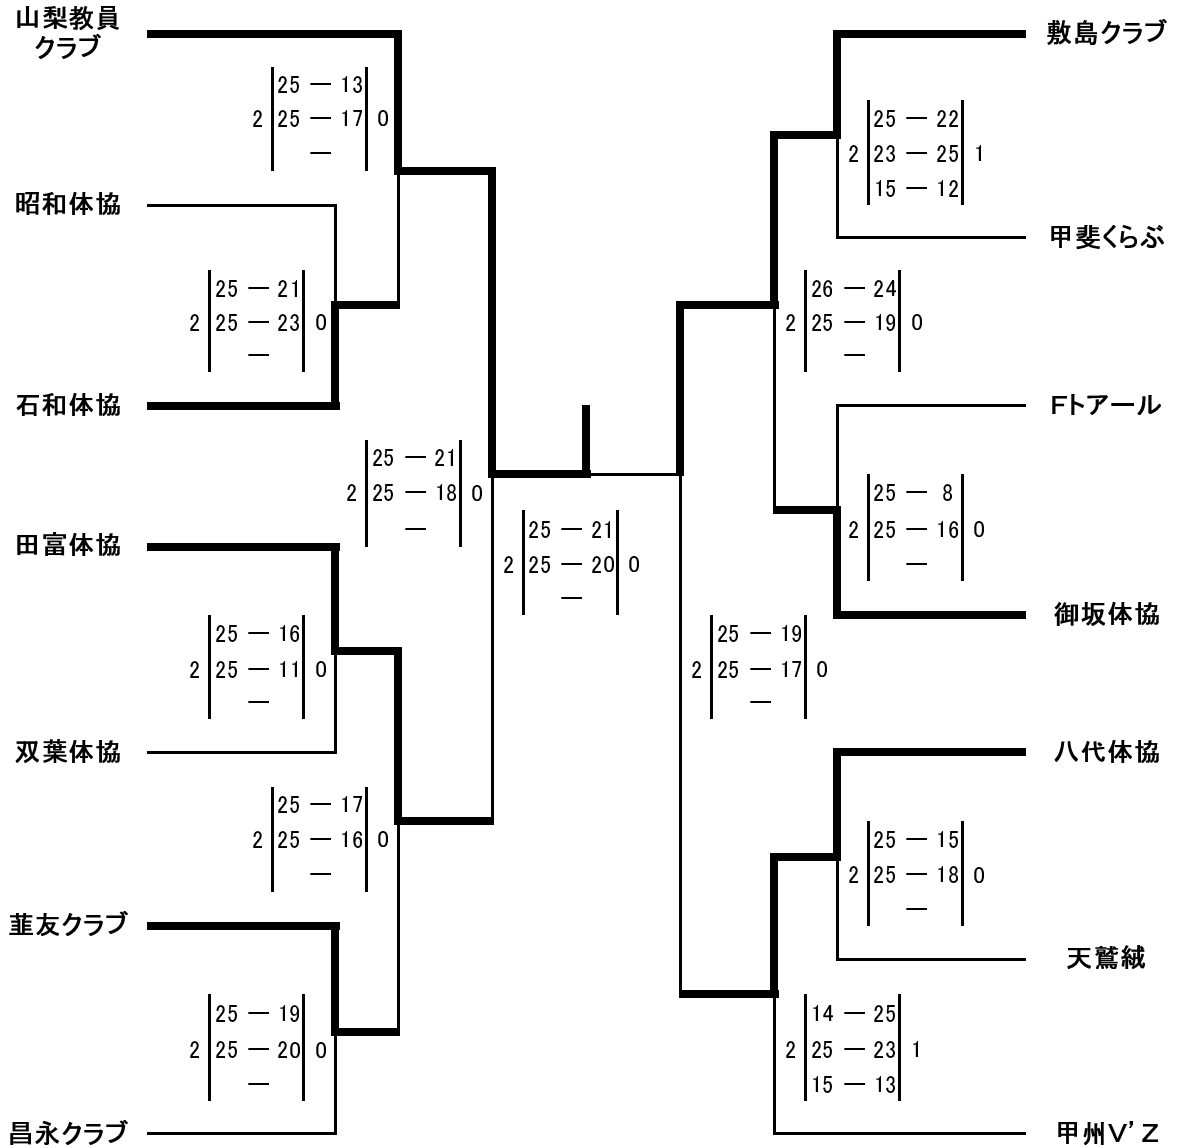 山梨教員
クラブ
25 — 13
2 25 — 17 0
—
昭和体協
25 — 21
2 25 — 23 0
—
石和体協
25 — 21
2 25 — 18 0
—
田富体協
25 — 16
2 25 — 11 0
—
双葉体協
25 — 17
2 25 — 16 0
—
韮友クラブ
25 — 19
2 25 — 20 0
—
昌永クラブ
25 — 21
2 25 — 20 0
—
敷島クラブ
25 — 22
2 23 — 25 1
15 — 12
甲斐くらぶ
26 — 24
2 25 — 19 0
—
Fトアール
25 — 8
2 25 — 16 0
—
御坂体協
25 — 19
2 25 — 17 0
—
八代体協
25 — 15
2 25 — 18 0
—
天鵞絨
14 — 25
2 25 — 23 1
15 — 13
甲州V'Z